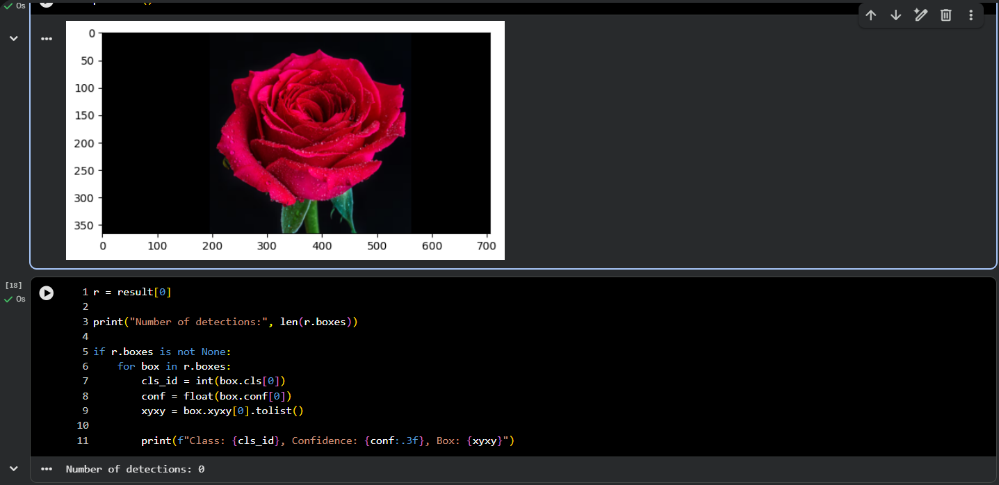 0s
0
50
100
150
200
250
300
350
0 100 200 300 400 500 600 700
[18]
0s
1 r = result[0]
2
3 print("Number of detections:", len(r.boxes))
4
5 if r.boxes is not None:
6     for box in r.boxes:
7         cls_id = int(box.cls[0])
8         conf = float(box.conf[0])
9         xyxy = box.xyxy[0].tolist()
10
11         print(f"Class: {cls_id}, Confidence: {conf:.3f}, Box: {xyxy}")
Number of detections: 0